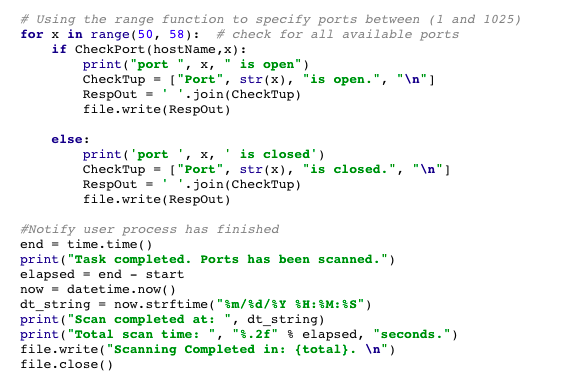 # Using the range function to specify ports between (1 and 1025)
for x in range(50, 58):  # check for all available ports
    if CheckPort(hostName,x):
        print("port ", x, " is open")
        CheckTup = ["Port", str(x), "is open.", "\n"]
        RespOut = ' '.join(CheckTup)
        file.write(RespOut)

    else:
        print('port ', x, ' is closed')
        CheckTup = ["Port", str(x), "is closed.", "\n"]
        RespOut = ' '.join(CheckTup)
        file.write(RespOut)

#Notify user process has finished
end = time.time()
print("Task completed. Ports has been scanned.")
elapsed = end - start
now = datetime.now()
dt_string = now.strftime("%m/%d/%Y %H:%M:%S")
print("Scan completed at: ", dt_string)
print("Total scan time: ", "%.2f" % elapsed, "seconds.")
file.write("Scanning Completed in: {total}. \n")
file.close()